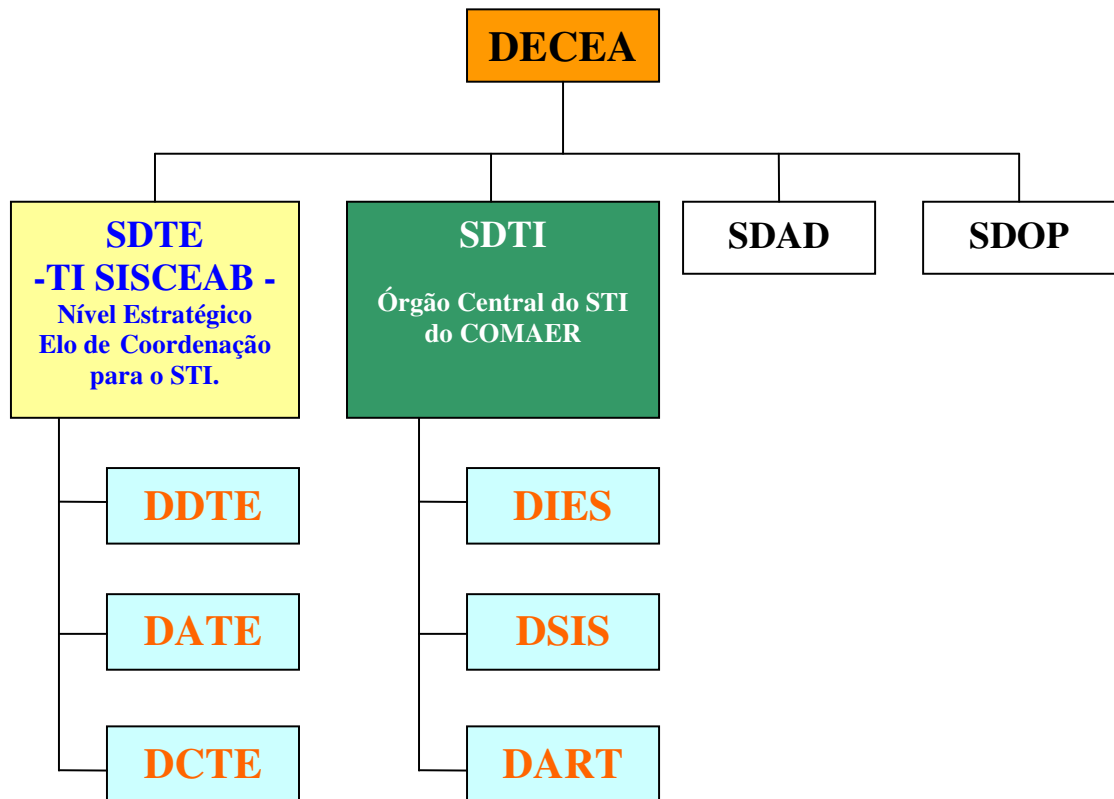 DECEA
SDTE
-TI SISCEAB -
Nível Estratégico
Elo de Coordenação
para o STI.
SDTI
Órgão Central do STI
do COMAER
SDAD
SDOP
DDTE
DIES
DATE
DSIS
DCTE
DART